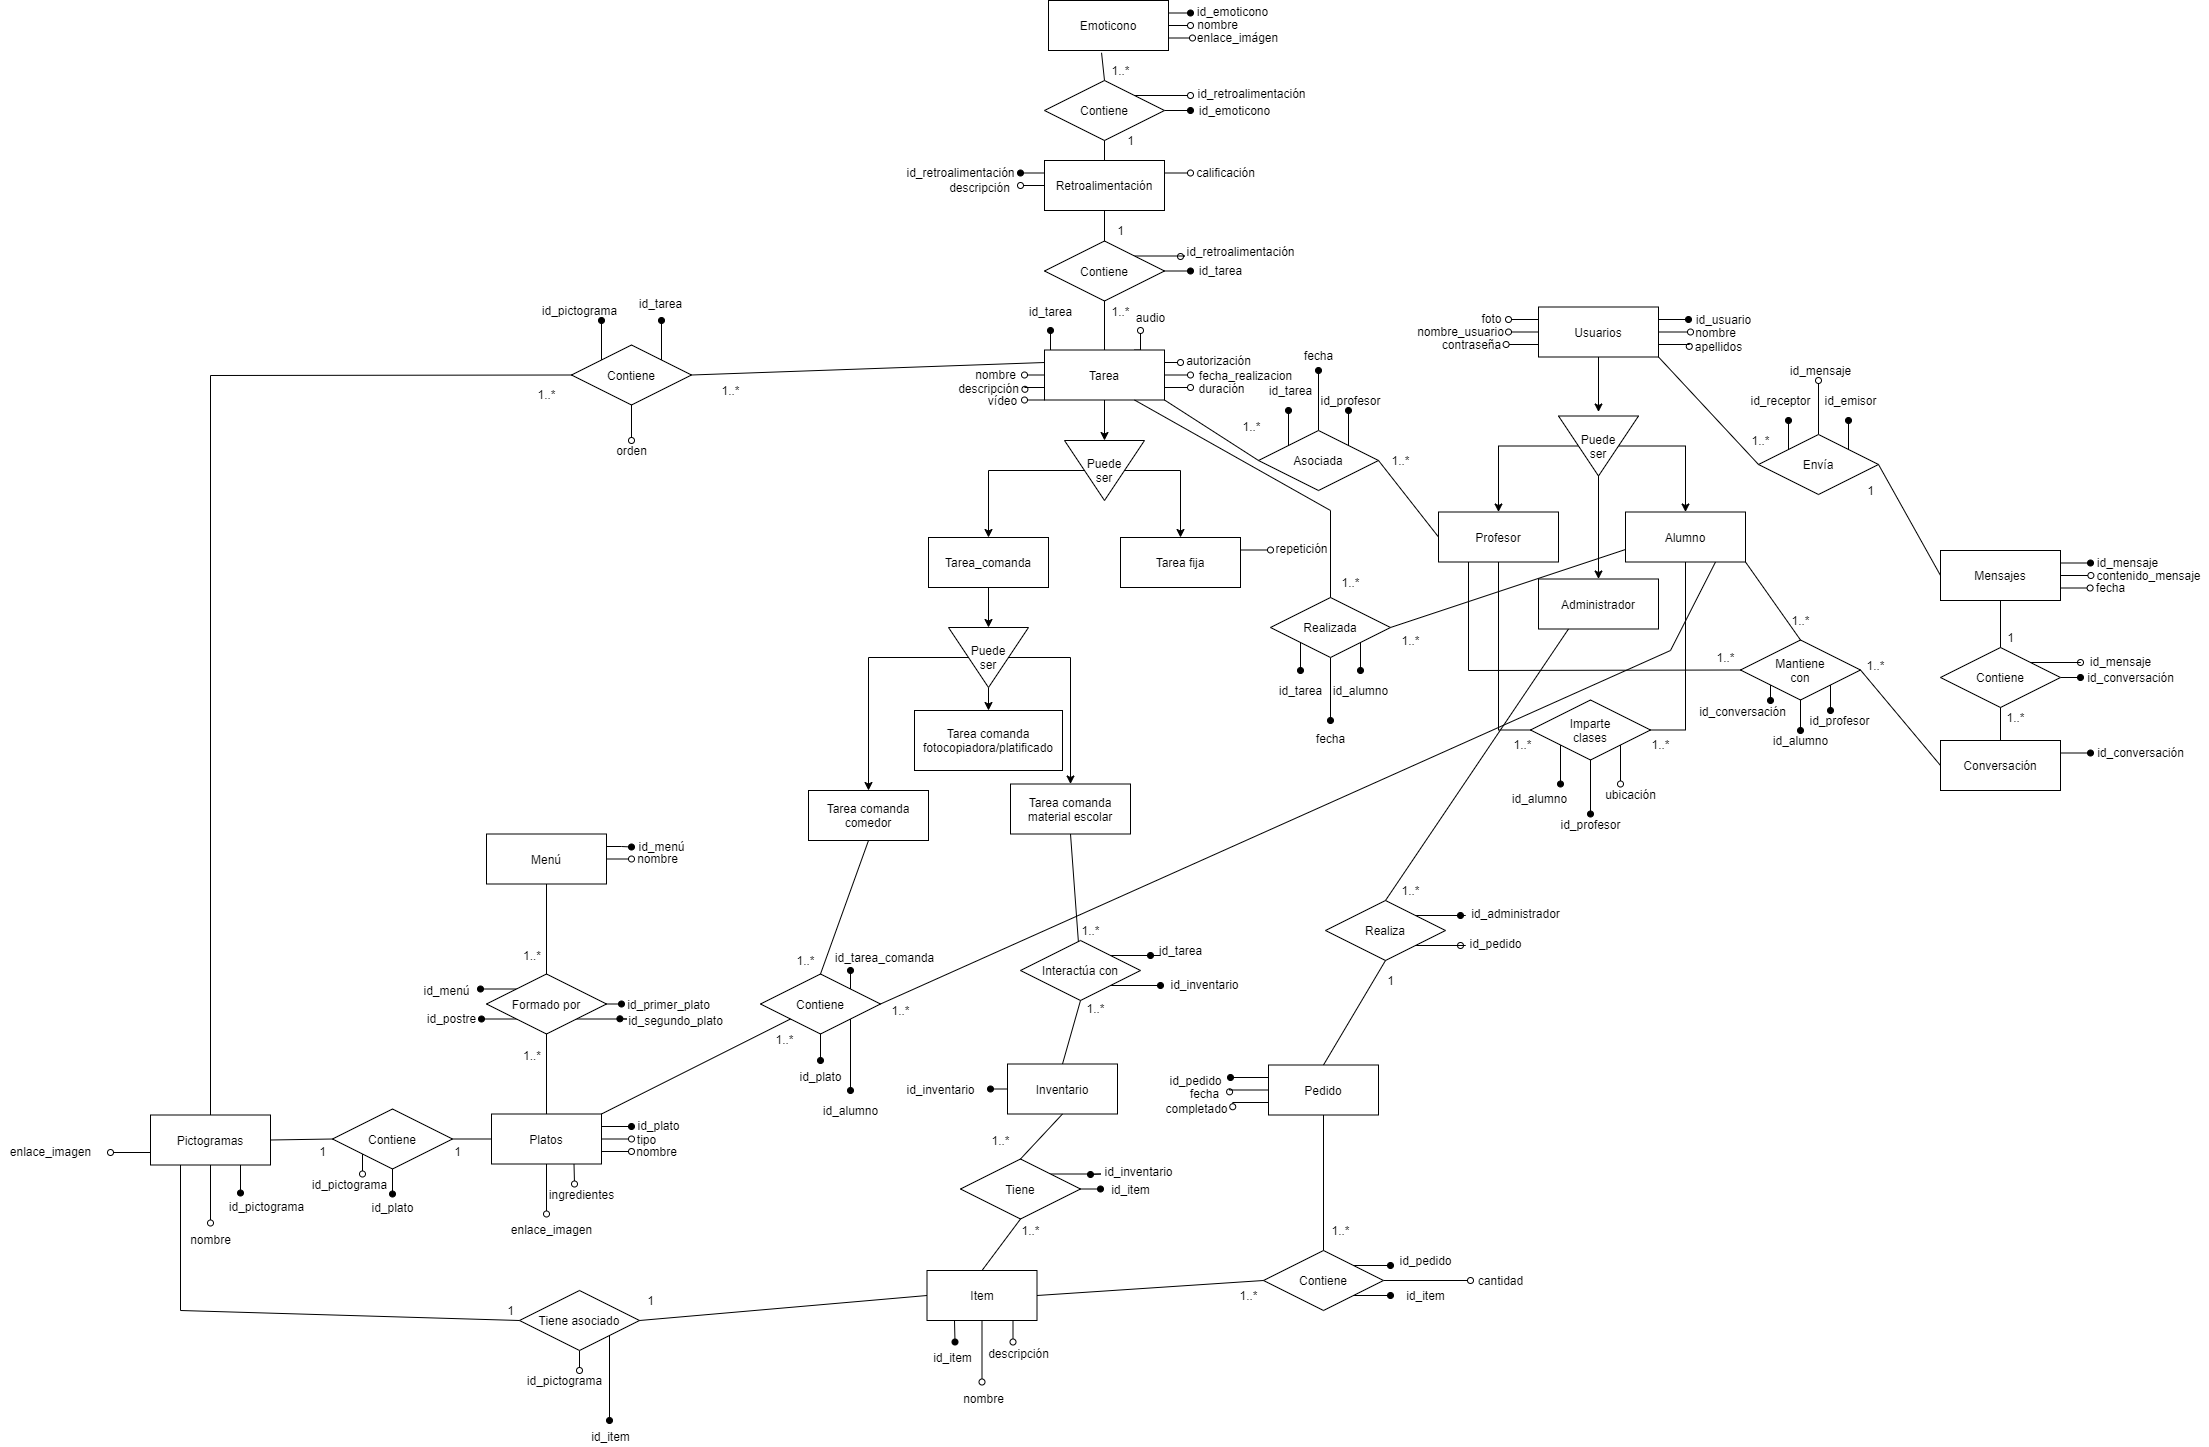 Emoticono
id_emoticono
nombre
enlace_imágen
1..*
Contiene
id_retroalimentación
id_emoticono
1
id_retroalimentación
descripción
Retroalimentación
calificación
1
Contiene
id_retroalimentación
id_tarea
1..*
id_pictograma
id_tarea
Contiene
1..*
1..*
orden
id_tarea
audio
nombre
descripción
vídeo
Tarea
autorización
fecha_realizacion
duración
foto
nombre_usuario
contraseña
Usuarios
id_usuario
nombre
apellidos
fecha
id_tarea
id_profesor
1..*
Asociada
1..*
Puede
ser
Puede
ser
id_mensaje
id_receptor
id_emisor
1..*
Envía
1
Tarea_comanda
Tarea fija
repetición
Profesor
Alumno
Administrador
Mensajes
id_mensaje
contenido_mensaje
fecha
1..*
Realizada
1..*
id_tarea
id_alumno
fecha
Puede
ser
1..*
1..*
Mantiene
con
1..*
id_conversación
id_profesor
id_alumno
1
Contiene
id_mensaje
id_conversación
1..*
Conversación
id_conversación
Imparte
clases
1..*
1..*
id_alumno
ubicación
id_profesor
Tarea comanda
fotocopiadora/platificado
Tarea comanda
comedor
Tarea comanda
material escolar
Menú
id_menú
nombre
1..*
id_menú
id_postre
Formado por
id_primer_plato
id_segundo_plato
1..*
1..*
id_tarea_comanda
Contiene
1..*
1..*
id_plato
id_alumno
1..*
Interactúa con
id_tarea
id_inventario
1..*
1..*
Realiza
id_administrador
id_pedido
1
id_inventario
Inventario
id_pedido
fecha
completado
Pedido
enlace_imagen
Pictogramas
1
Contiene
1
id_pictograma
id_plato
Platos
id_plato
tipo
nombre
ingredientes
enlace_imagen
id_pictograma
nombre
1..*
Tiene
id_inventario
id_item
1..*
1..*
Contiene
id_pedido
cantidad
id_item
1..*
1
Tiene asociado
1
id_pictograma
id_item
Item
id_item
descripción
nombre